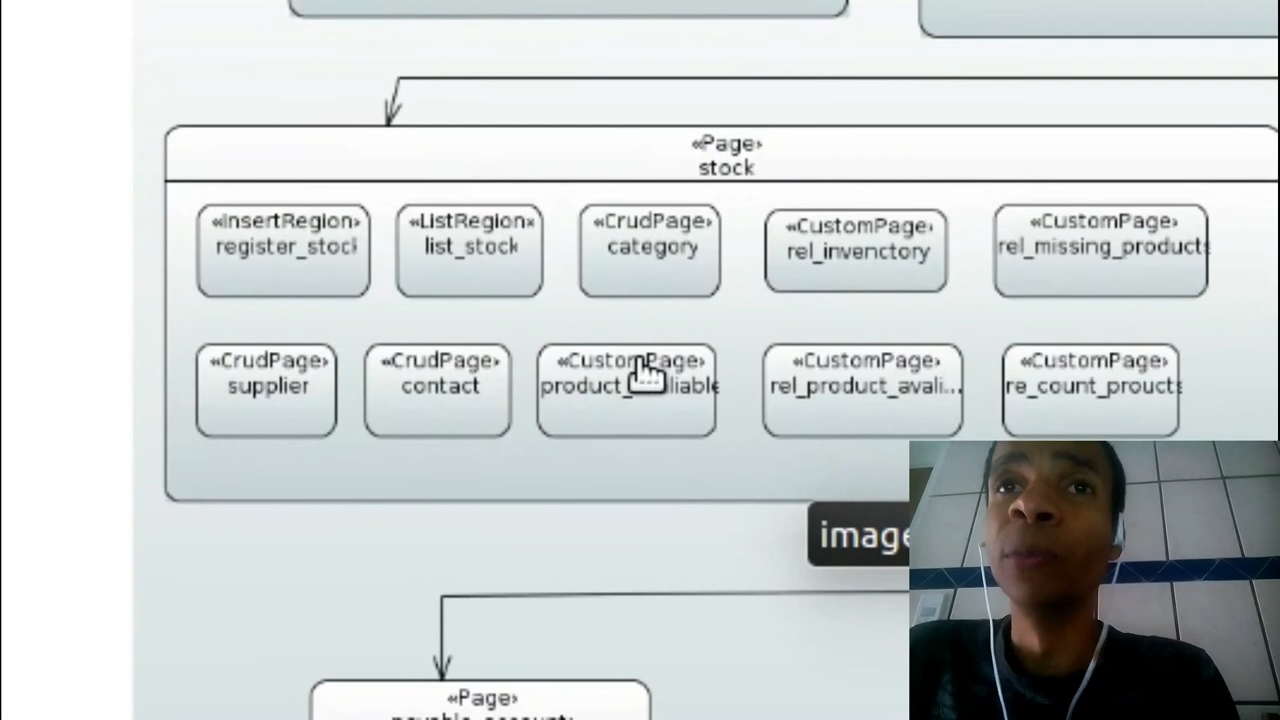 «Page»
stock
«InsertRegion»
register_stock
«ListRegion»
list_stock
«CrudPage»
category
«CustomPage»
rel_invenctory
«CustomPage»
rel_missing_products
«CrudPage»
supplier
«CrudPage»
contact
«CustomPage»
«CustomPage»
rel_product_avali...
«CustomPage»
re_count_proucts
image
«Page»